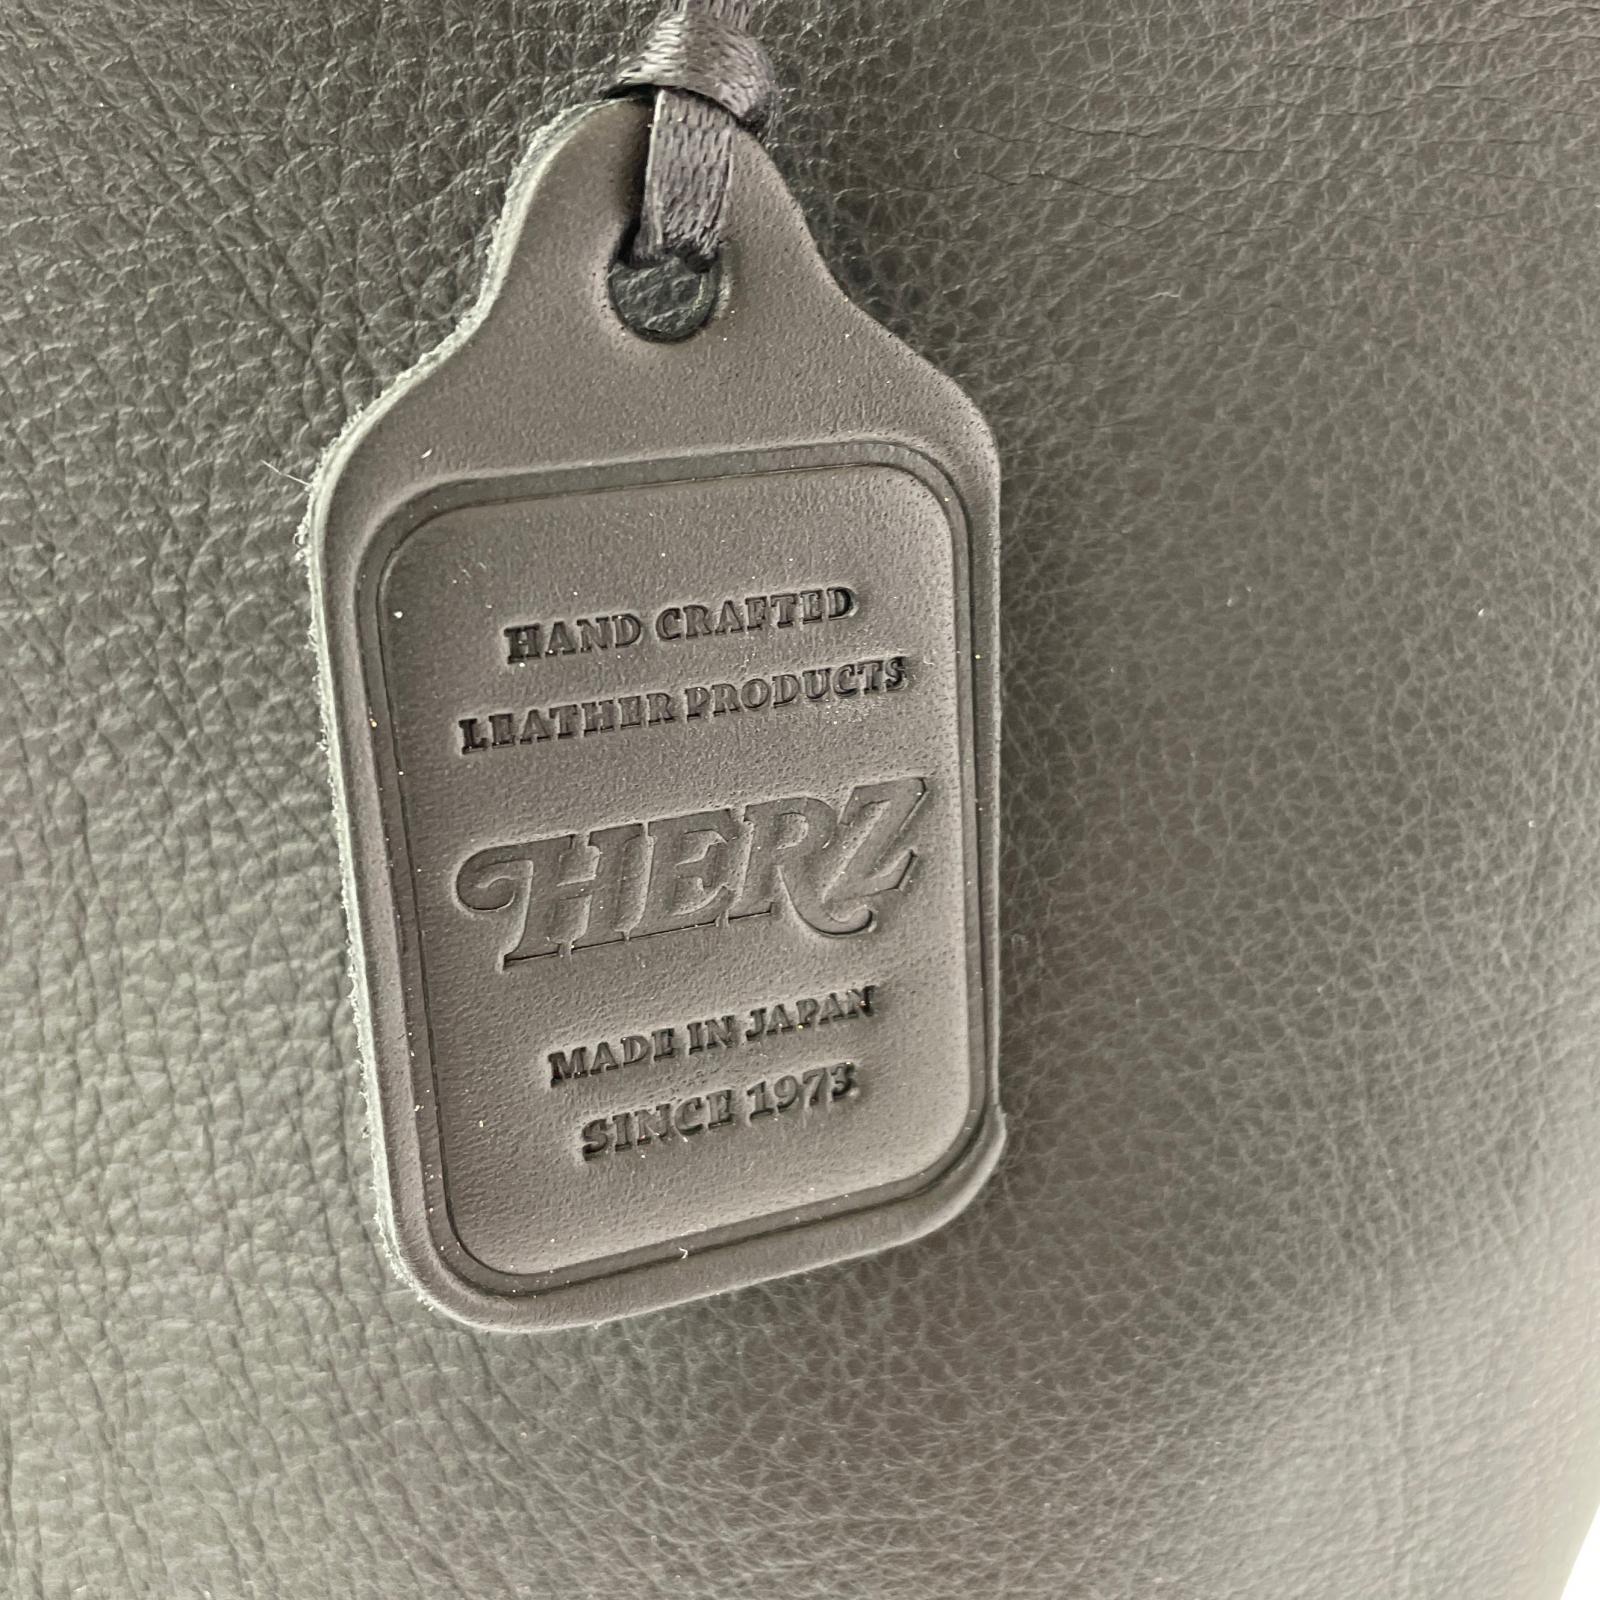 HAND CRAFTED
LEATHER PRODUCTS
HERZ
MADE IN JAPAN
SINCE 1973